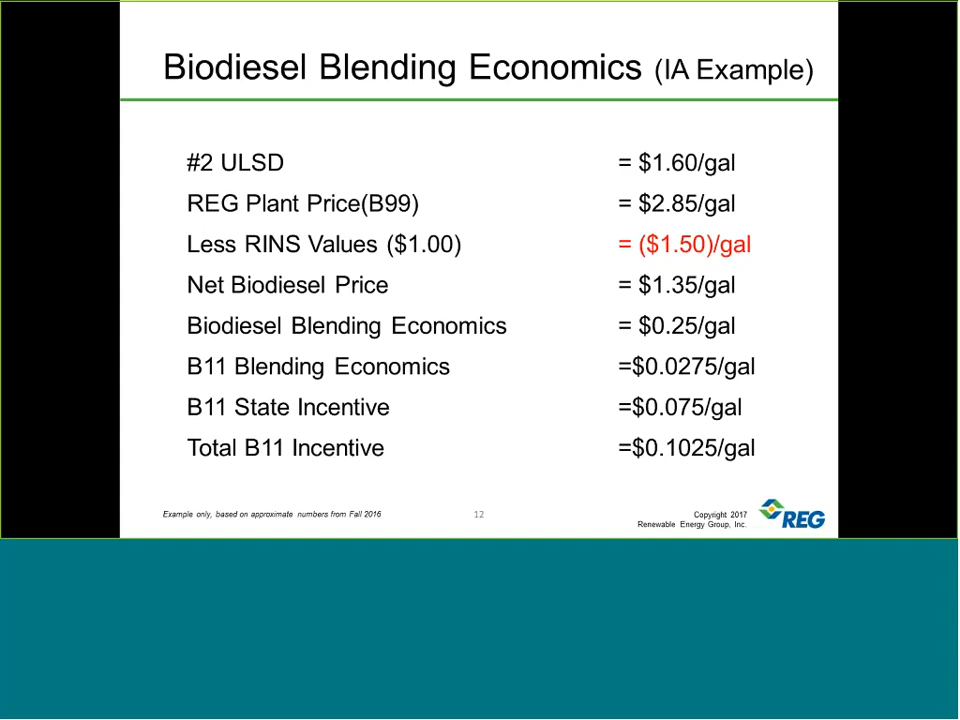 Biodiesel Blending Economics (IA Example)
#2 ULSD = $1.60/gal
REG Plant Price(B99) = $2.85/gal
Less RINS Values ($1.00) = ($1.50)/gal
Net Biodiesel Price = $1.35/gal
Biodiesel Blending Economics = $0.25/gal
B11 Blending Economics =$0.0275/gal
B11 State Incentive =$0.075/gal
Total B11 Incentive =$0.1025/gal
Example only, based on approximate numbers from Fall 2016
12
Copyright 2017
Renewable Energy Group, Inc.
REG